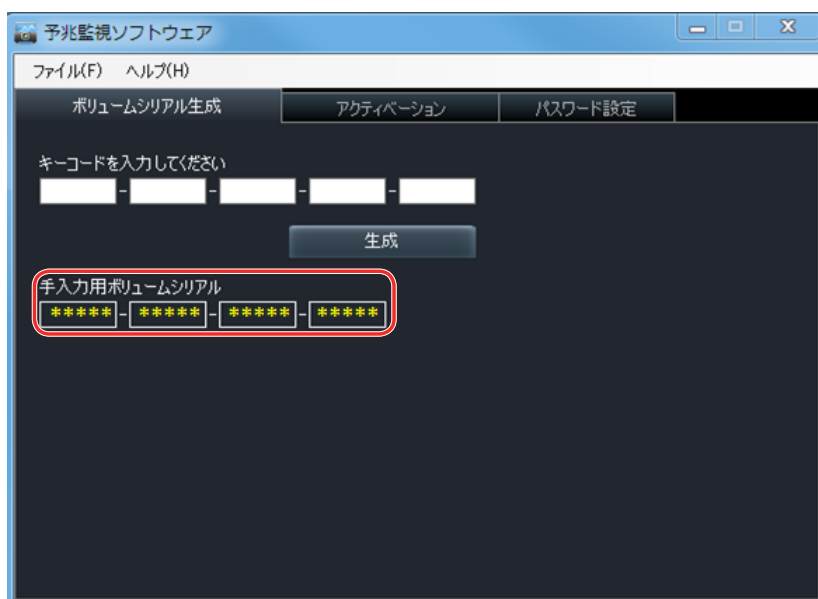 予兆監視ソフトウェア
ファイル(F) ヘルプ(H)
ボリュームシリアル生成 アクティベーション パスワード設定
キーコードを入力してください
- - - -
生成
手入力用ボリュームシリアル
*****-*****-*****-*****